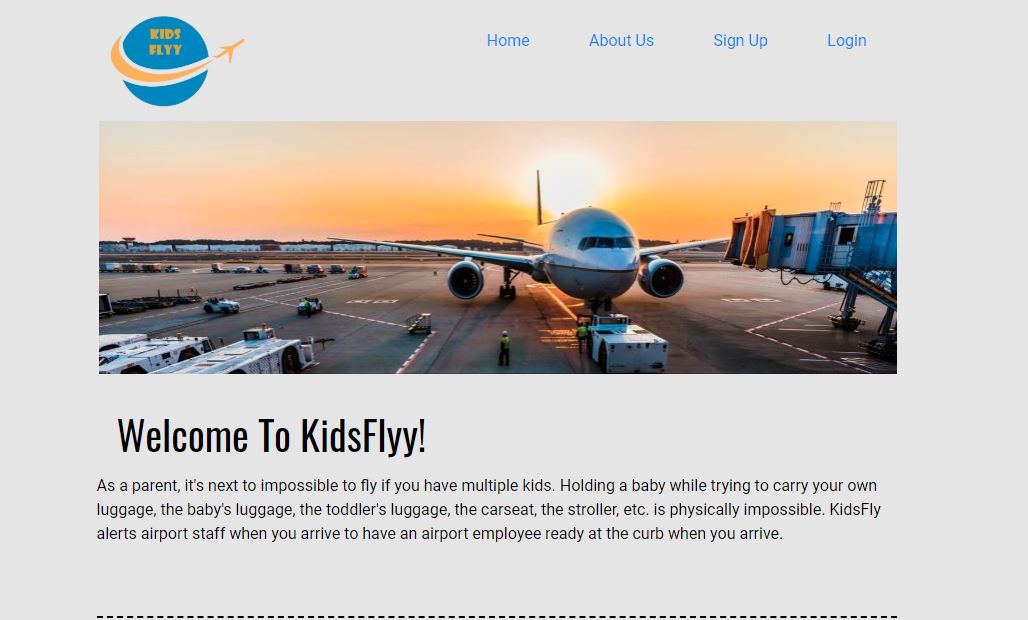 KIDS
FLYY
Home About Us Sign Up Login
Welcome To KidsFlyy!
As a parent, it's next to impossible to fly if you have multiple kids. Holding a baby while trying to carry your own
luggage, the baby's luggage, the toddler's luggage, the carseat, the stroller, etc. is physically impossible. KidsFly
alerts airport staff when you arrive to have an airport employee ready at the curb when you arrive.